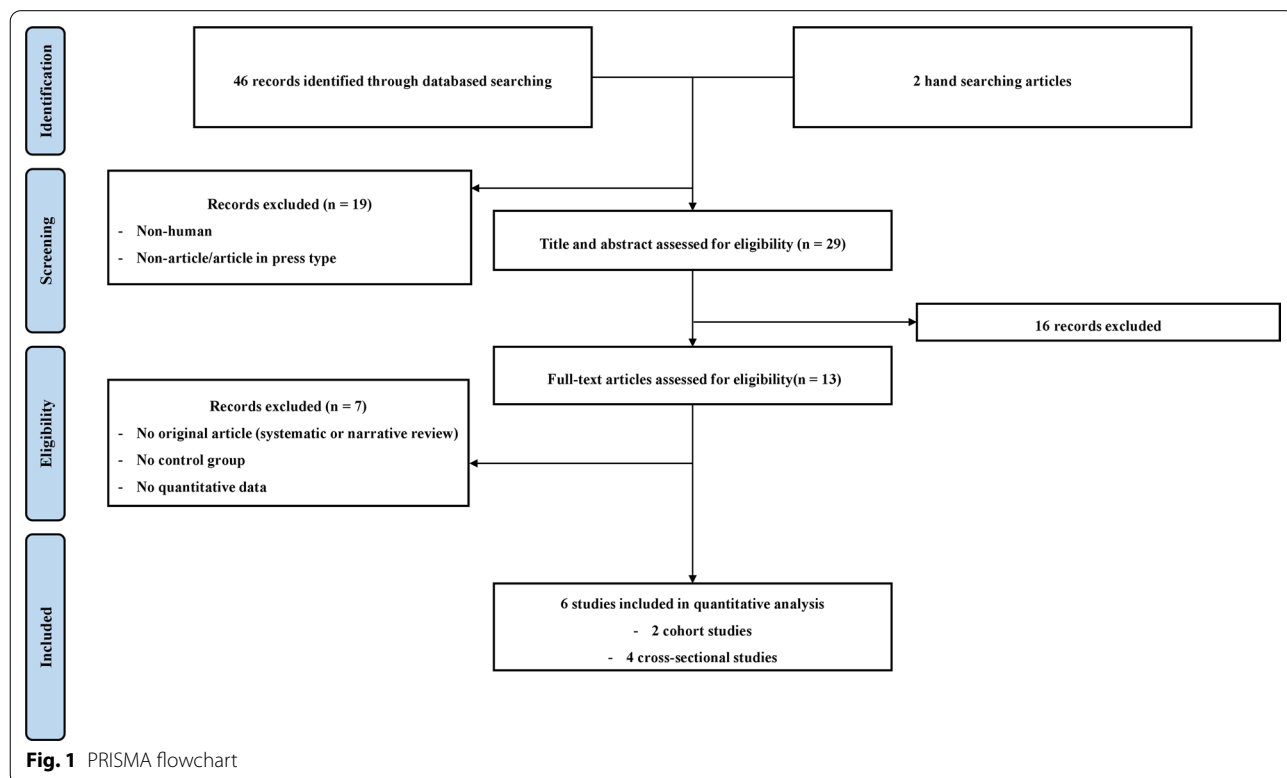 Identification
46 records identified through databased searching
2 hand searching articles
Screening
Records excluded (n = 19)
- Non-human
- Non-article/article in press type
Title and abstract assessed for eligibility (n = 29)
16 records excluded
Eligibility
Full-text articles assessed for eligibility(n = 13)
Records excluded (n = 7)
- No original article (systematic or narrative review)
- No control group
- No quantitative data
Included
6 studies included in quantitative analysis
- 2 cohort studies
- 4 cross-sectional studies
Fig. 1 PRISMA flowchart